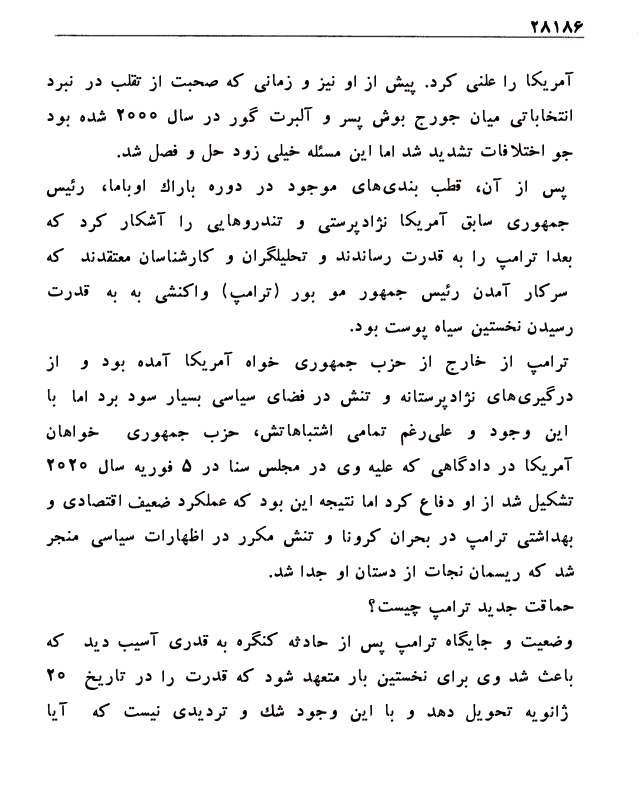 ۲۸۱۸۶
آمریکا را علنی کرد. پیش از او نیز و زمانی که صحبت از تقلب در نبرد
انتخاباتی میان جورج بوش پسر و آلبرت گور در سال ۲۰۰۰ شده بود
جو اختلافات تشدید شد اما این مسئله خیلی زود حل و فصل شد.
پس از آن، قطب بندی‌های موجود در دوره باراك اوباما، رئیس
جمهوری سابق آمریکا نژادپرستی و تندروهایی را آشکار کرد که
بعدا ترامپ را به قدرت رساندند و تحلیلگران و کارشناسان معتقدند که
سرکار آمدن رئیس جمهور مو بور (ترامپ) واکنشی به به قدرت
رسیدن نخستین سیاه پوست بود.
ترامپ از خارج از حزب جمهوری خواه آمریکا آمده بود و از
درگیری‌های نژادپرستانه و تنش در فضای سیاسی بسیار سود برد اما با
این وجود و علی‌رغم تمامی اشتباهاتش، حزب جمهوری خواهان
آمریکا در دادگاهی که علیه وی در مجلس سنا در ۵ فوریه سال ۲۰۲۰
تشکیل شد از او دفاع کرد اما نتیجه این بود که عملکرد ضعیف اقتصادی و
بهداشتی ترامپ در بحران کرونا و تنش مکرر در اظهارات سیاسی منجر
شد که ریسمان نجات از دستان او جدا شد.
حماقت جدید ترامپ چیست؟
وضعیت و جایگاه ترامپ پس از حادثه کنگره به قدری آسیب دید که
باعث شد وی برای نخستین بار متعهد شود که قدرت را در تاریخ ۲۰
ژانویه تحویل دهد و با این وجود شك و تردیدی نیست که آیا